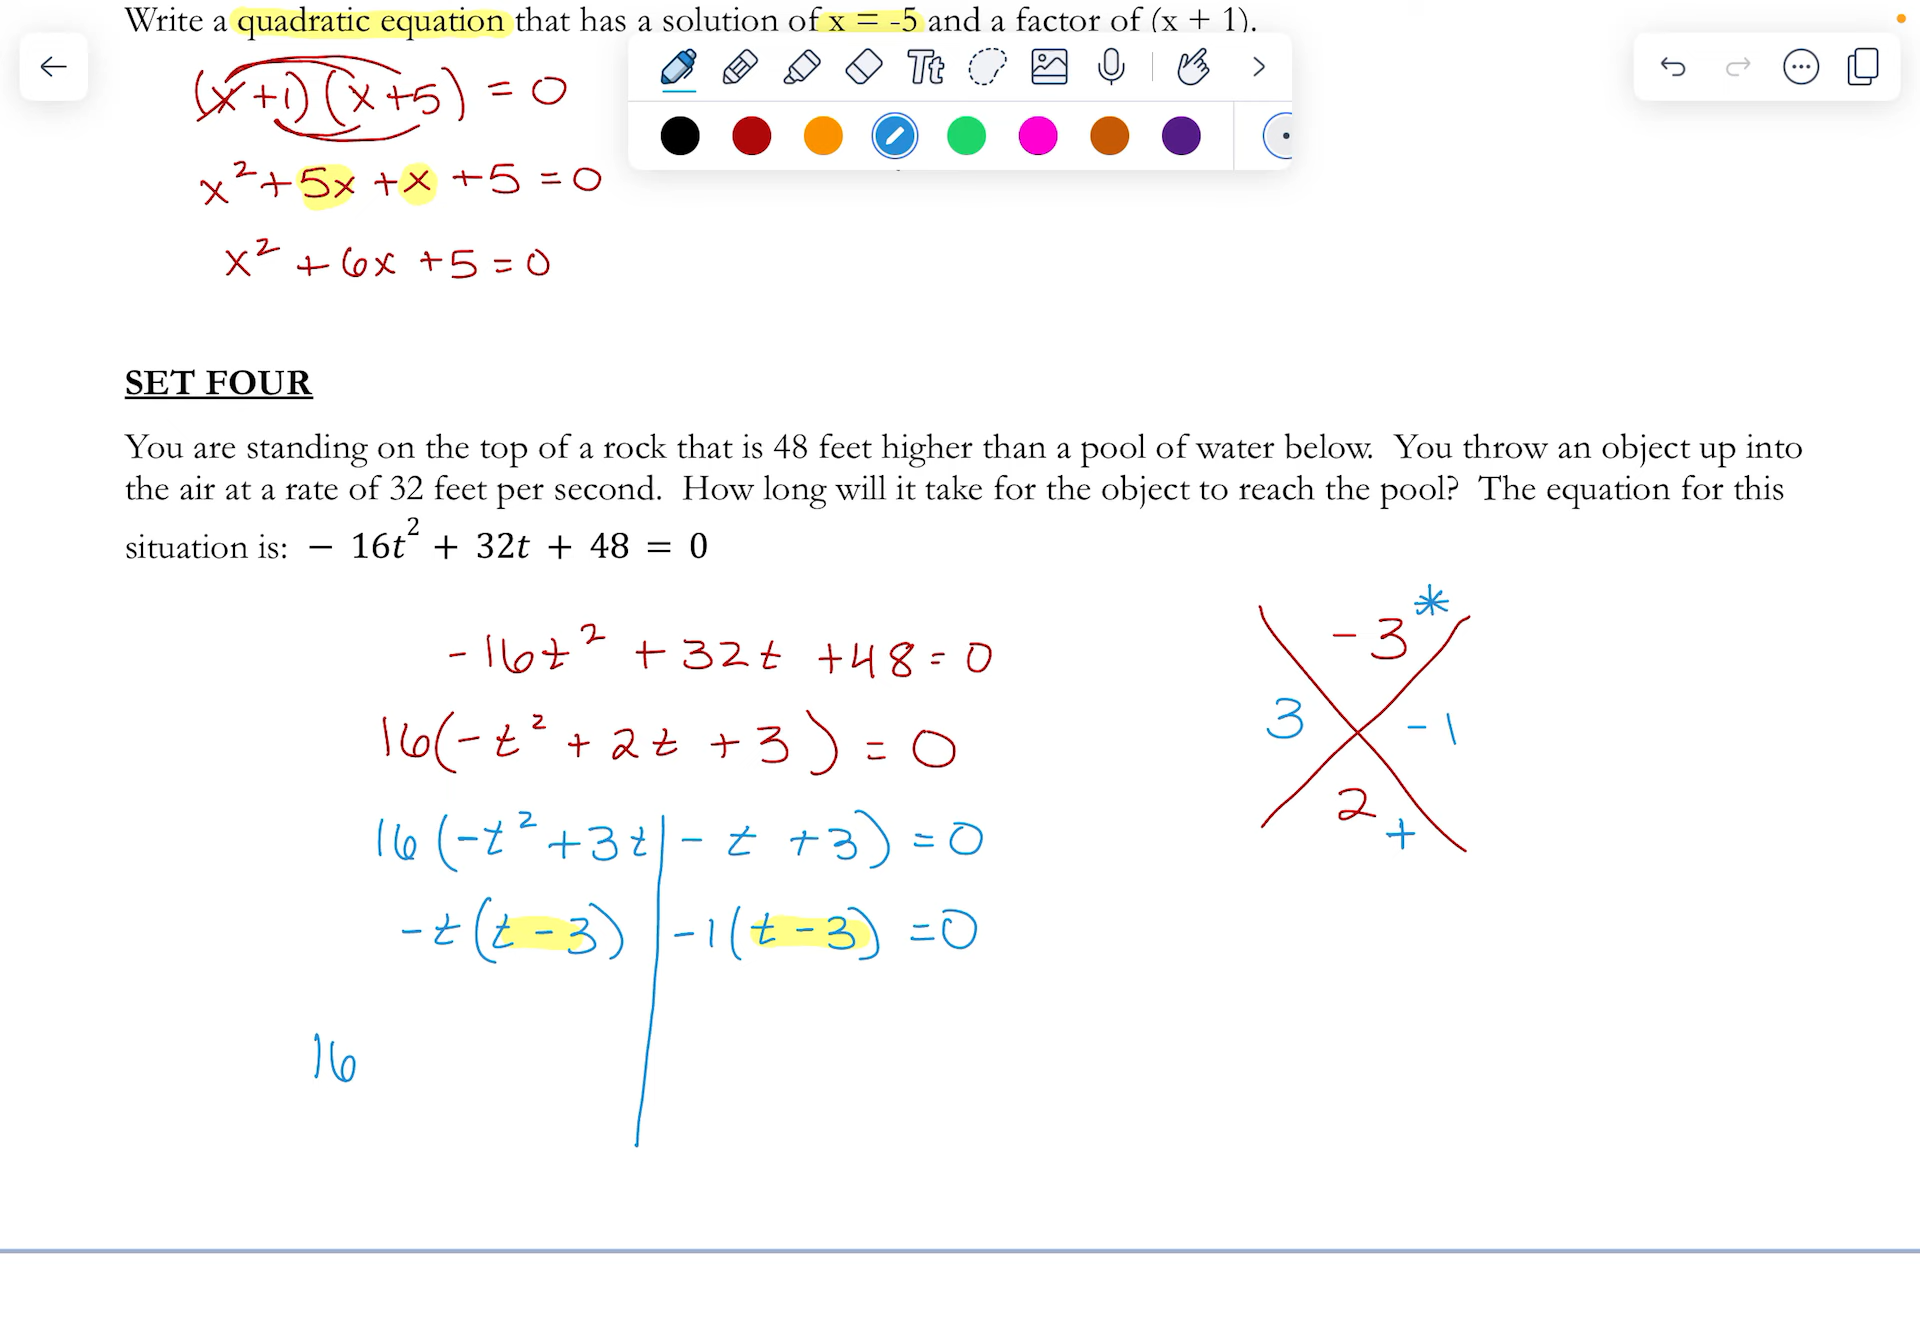 Write a quadratic equation that has a solution of x = -5 and a factor of (x + 1).
Tt
(x+1)(x+5) = 0
x²+5x+x+5=0
x²+6x+5=0
SET FOUR
You are standing on the top of a rock that is 48 feet higher than a pool of water below. You throw an object up into
the air at a rate of 32 feet per second. How long will it take for the object to reach the pool? The equation for this
situation is: − 16t² + 32t + 48 = 0
-16t² +32t +48=0
16(-t² +2t +3)=0
16(-t²+3t|-t +3)=0
-t(t-3)|-1(t-3)=0
16
-3 *
3 -1
2 +